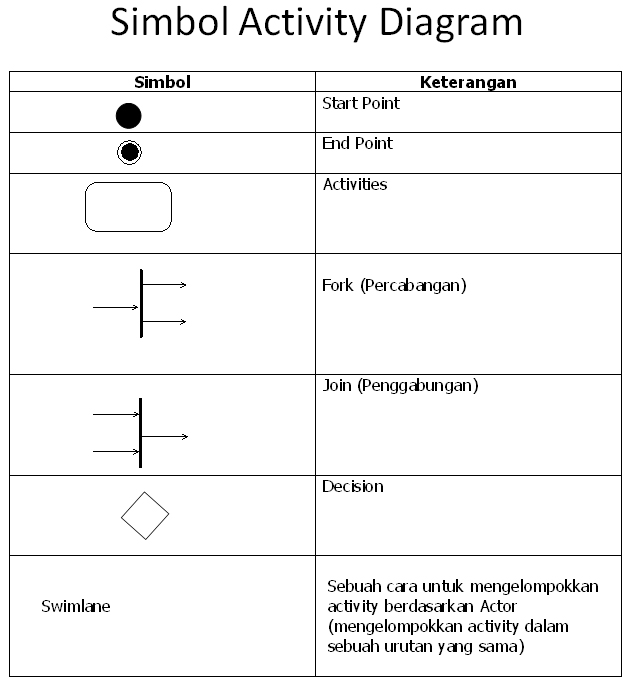 Simbol Activity Diagram
Simbol
Keterangan
Start Point
End Point
Activities
Fork (Percabangan)
Join (Penggabungan)
Decision
Swimlane
Sebuah cara untuk mengelompokkan
activity berdasarkan Actor
(mengelompokkan activity dalam
sebuah urutan yang sama)